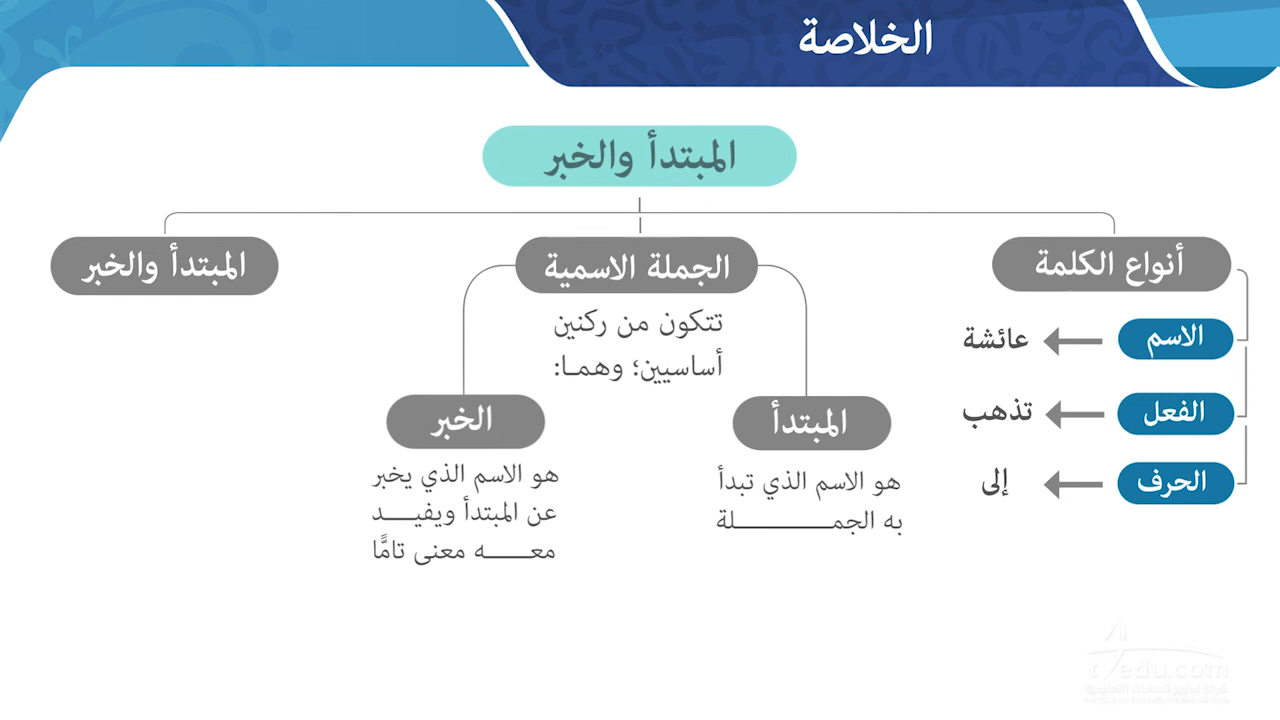 الخلاصة
المبتدأ والخبر
أنواع الكلمة
الاسم
عائشة
الفعل
تذهب
الحرف
إلى
الجملة الاسمية
تتكون من ركنين
أساسيين؛ وهما:
المبتدأ
هو الاسم الذي تبدأ
به الجملة
الخبر
هو الاسم الذي يخبر
عن المبتدأ ويفيد
معه معنى تامًّا
المبتدأ والخبر
t4edu.com